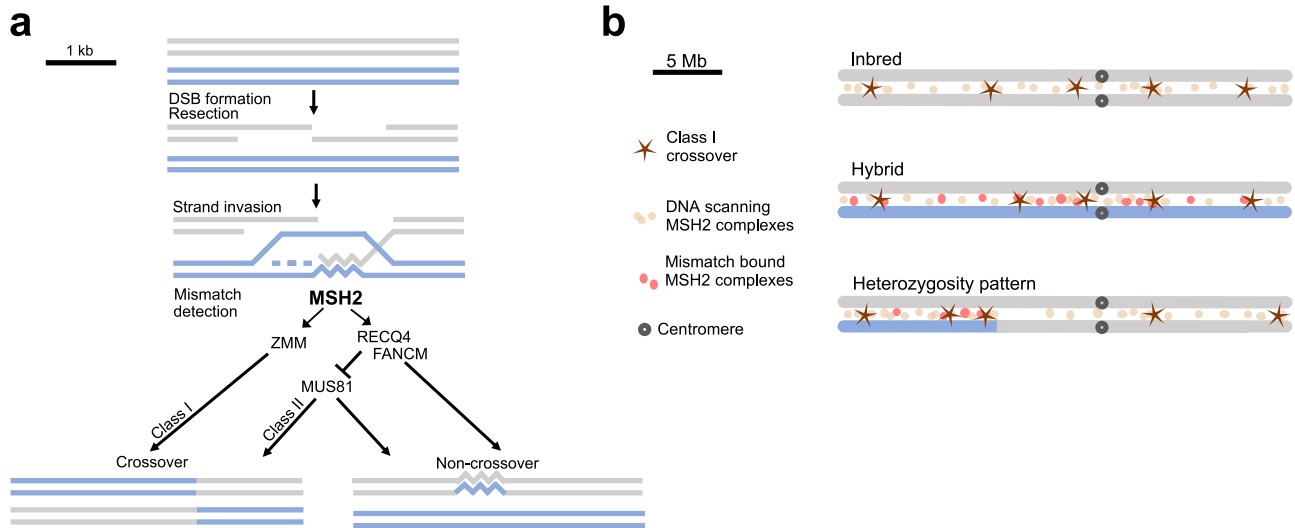 a
1 kb
DSB formation
Resection
Strand invasion
Mismatch
detection
MSH2
ZMM
RECQ4
FANCM
MUS81
Class I
Class II
Crossover
Non-crossover
b
5 Mb
Class I
crossover
DNA scanning
MSH2 complexes
Mismatch bound
MSH2 complexes
Centromere
Inbred
Hybrid
Heterozygosity pattern